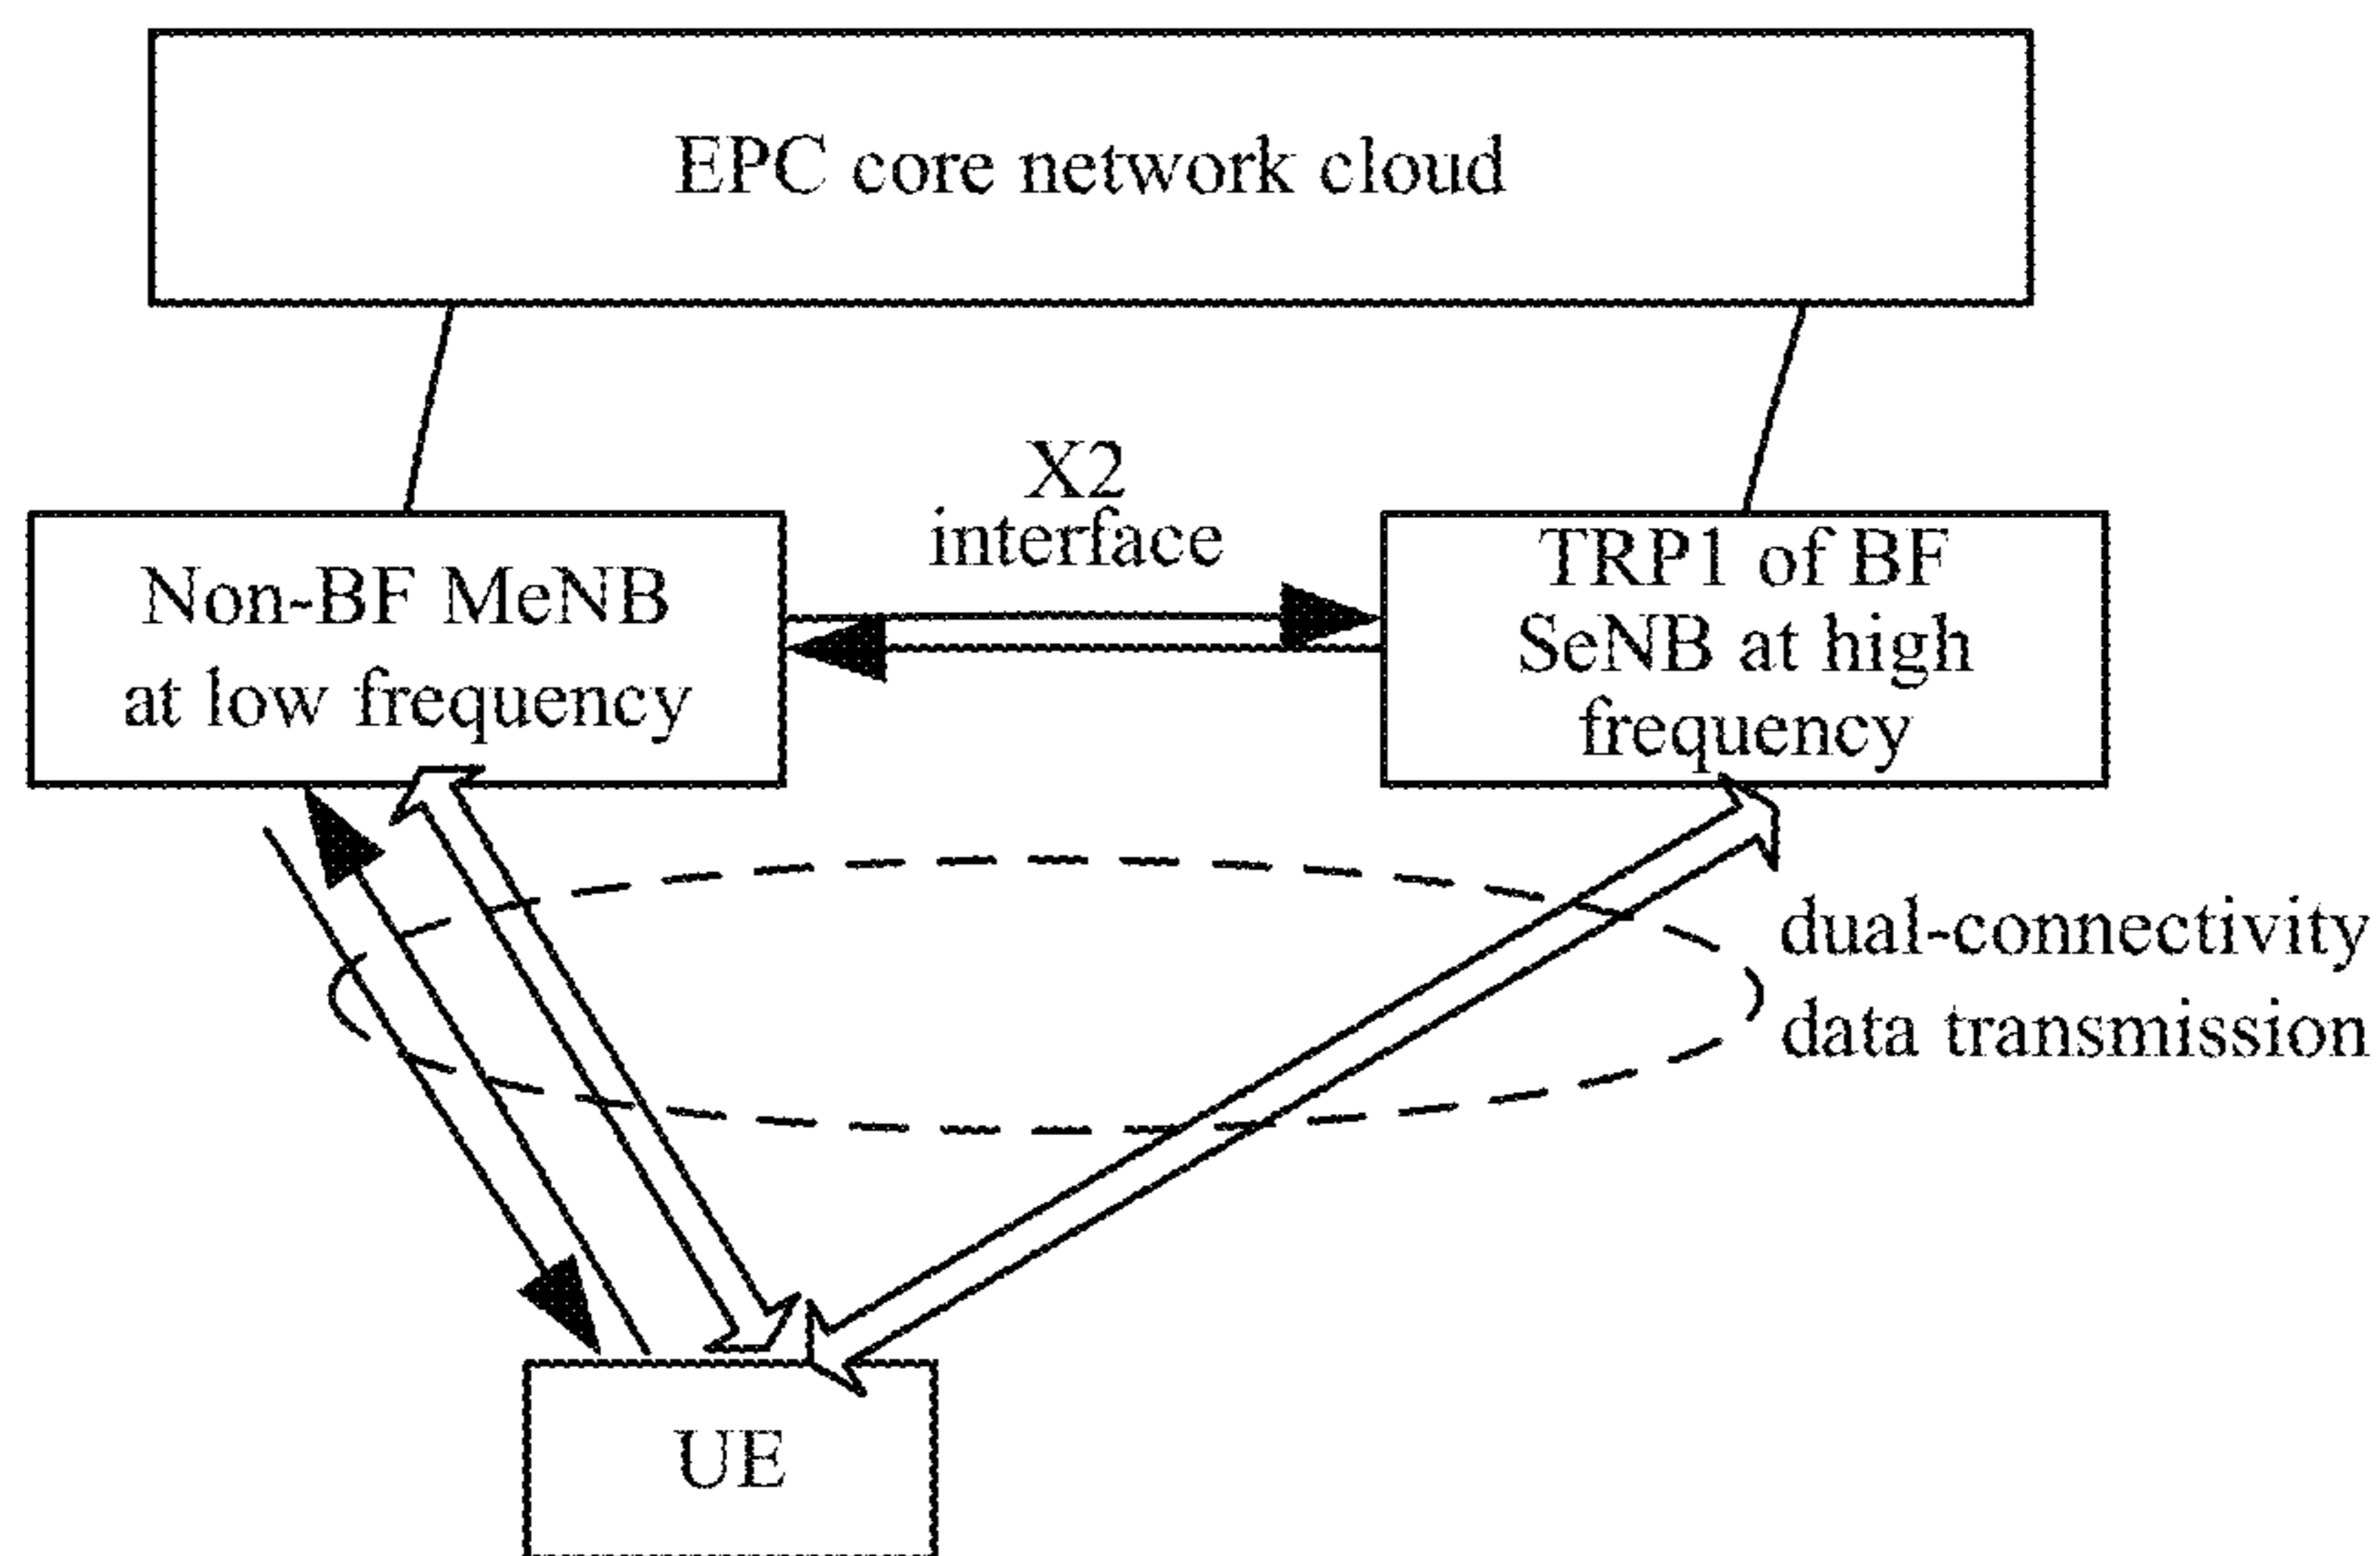 EPC core network cloud
X2
interface
Non-BF MeNB
at low frequency
TRP1 of BF
SeNB at high
frequency
dual-connectivity
data transmission
UE